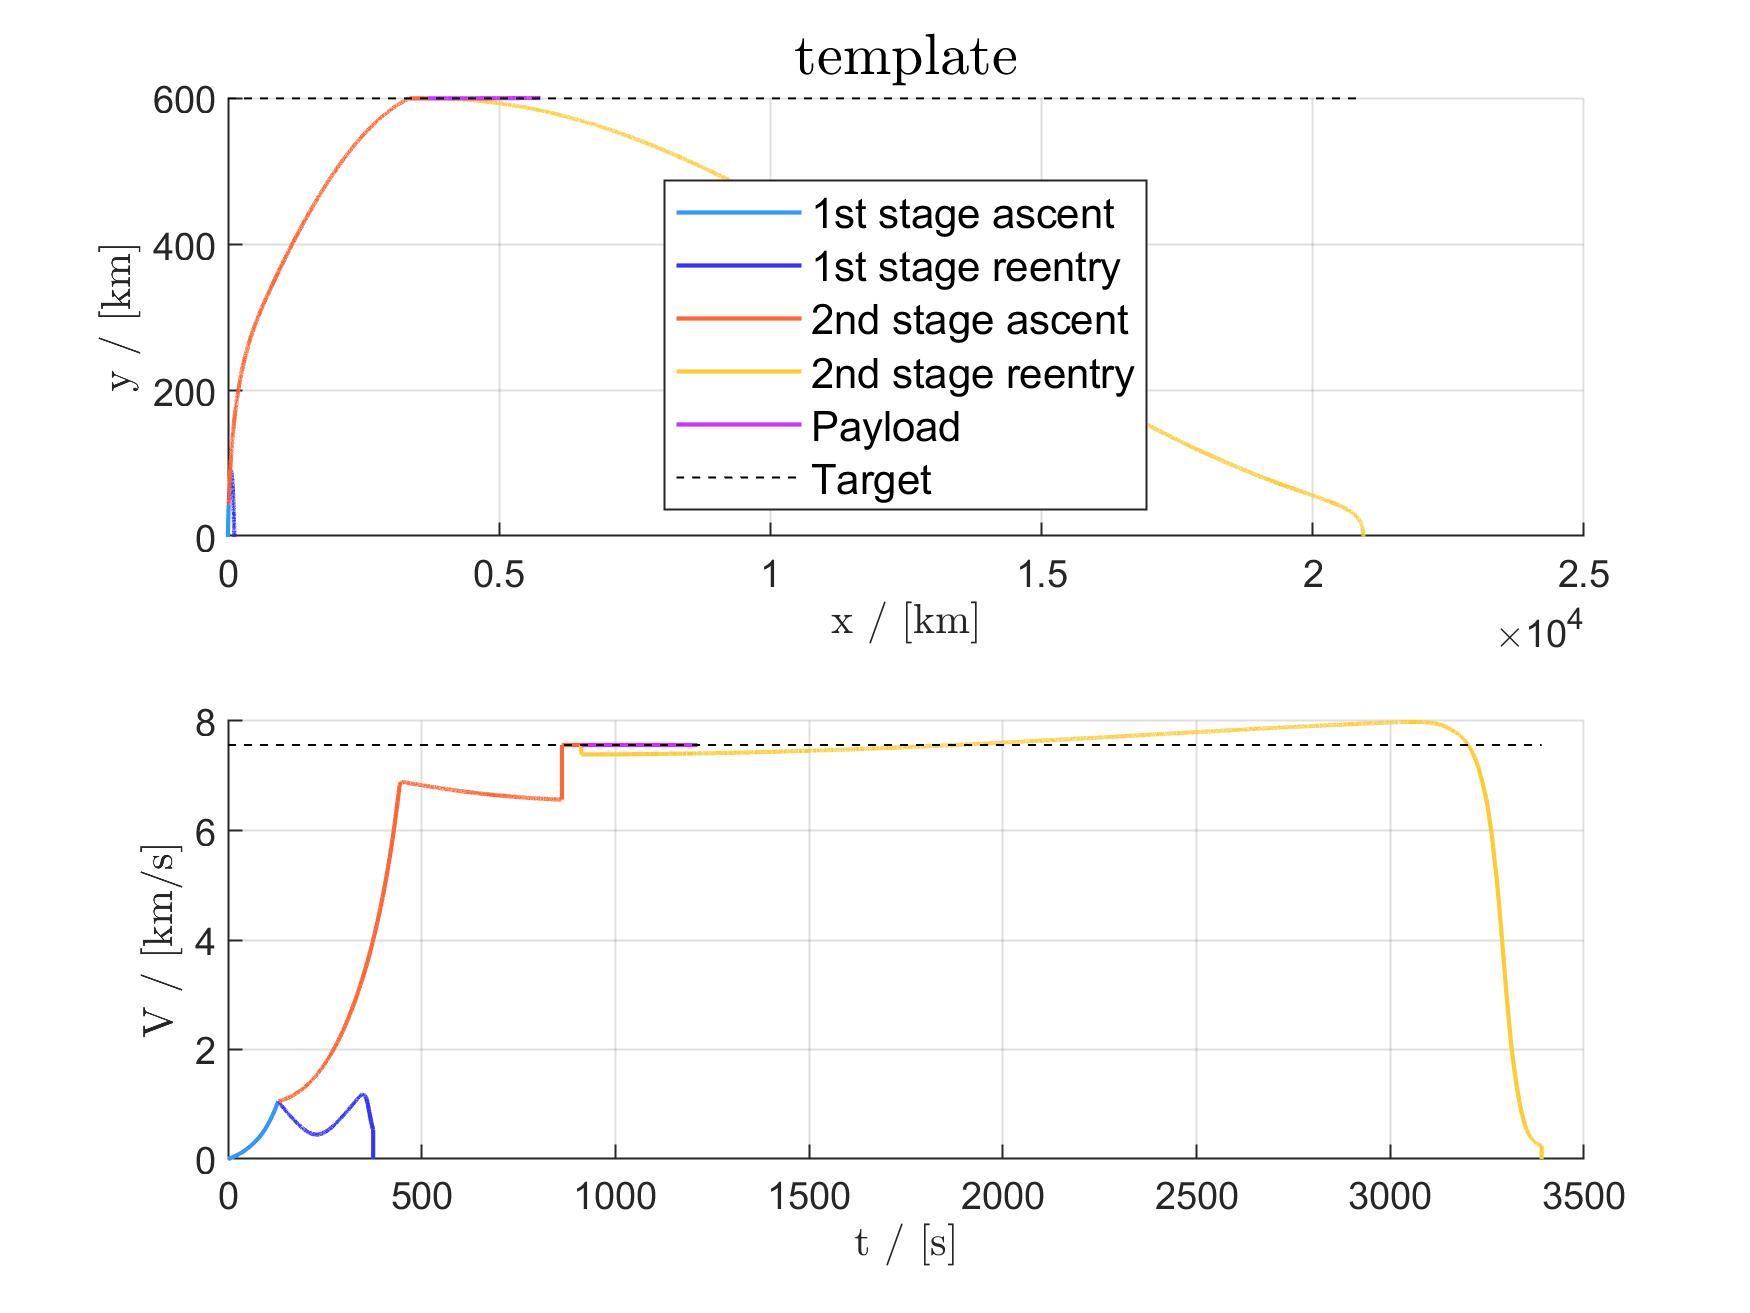 template
600
400
200
0
y / [km]
1st stage ascent
1st stage reentry
2nd stage ascent
2nd stage reentry
Payload
Target
0 0.5 1 1.5 2 2.5
x / [km]
×10⁴
8
6
4
2
0
V / [km/s]
0 500 1000 1500 2000 2500 3000 3500
t / [s]